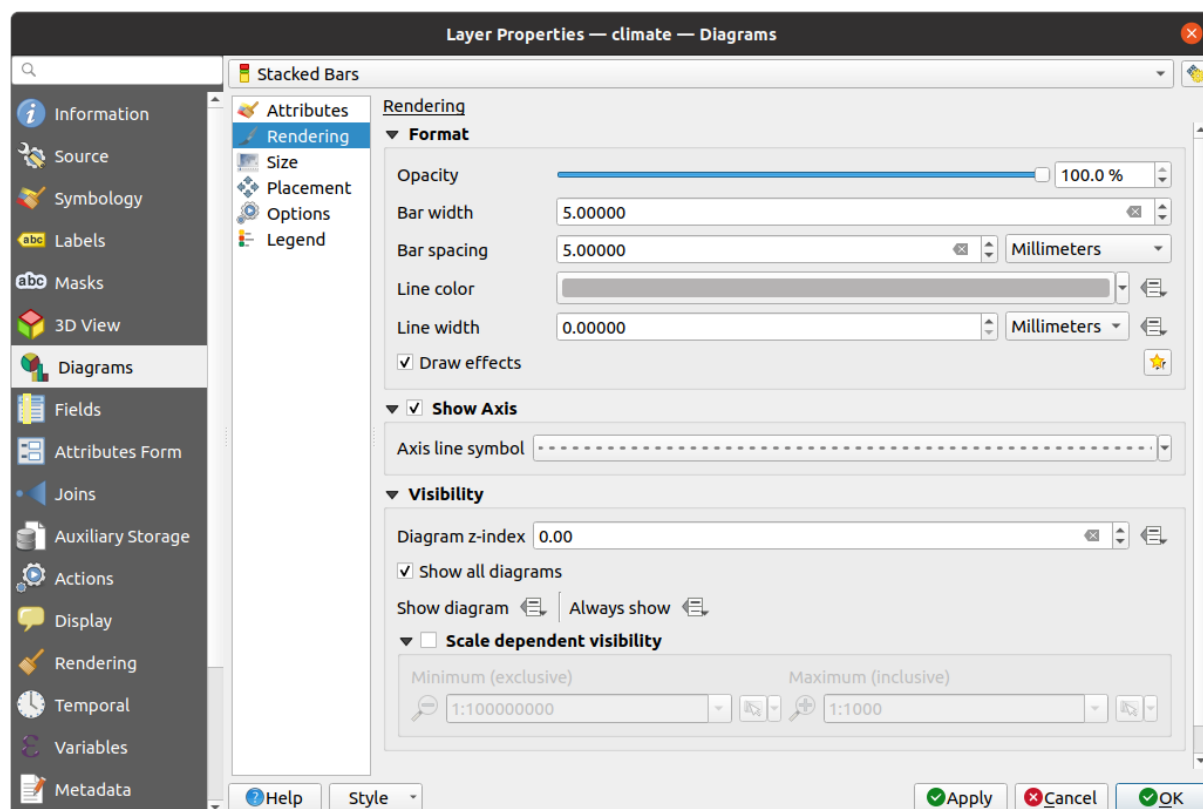 Layer Properties — climate — Diagrams
Stacked Bars
Information
Source
Symbology
abc Labels
abc Masks
3D View
Diagrams
Fields
Attributes Form
Joins
Auxiliary Storage
Actions
Display
Rendering
Temporal
Variables
Metadata
Attributes
Rendering
Size
Placement
Options
Legend
Rendering
Format
Opacity 100.0 %
Bar width 5.00000
Bar spacing 5.00000 Millimeters
Line color
Line width 0.00000 Millimeters
Draw effects
Show Axis
Axis line symbol
Visibility
Diagram z-index 0.00
Show all diagrams
Show diagram Always show
Scale dependent visibility
Minimum (exclusive) Maximum (inclusive)
1:100000000 1:1000
Help Style Apply Cancel OK